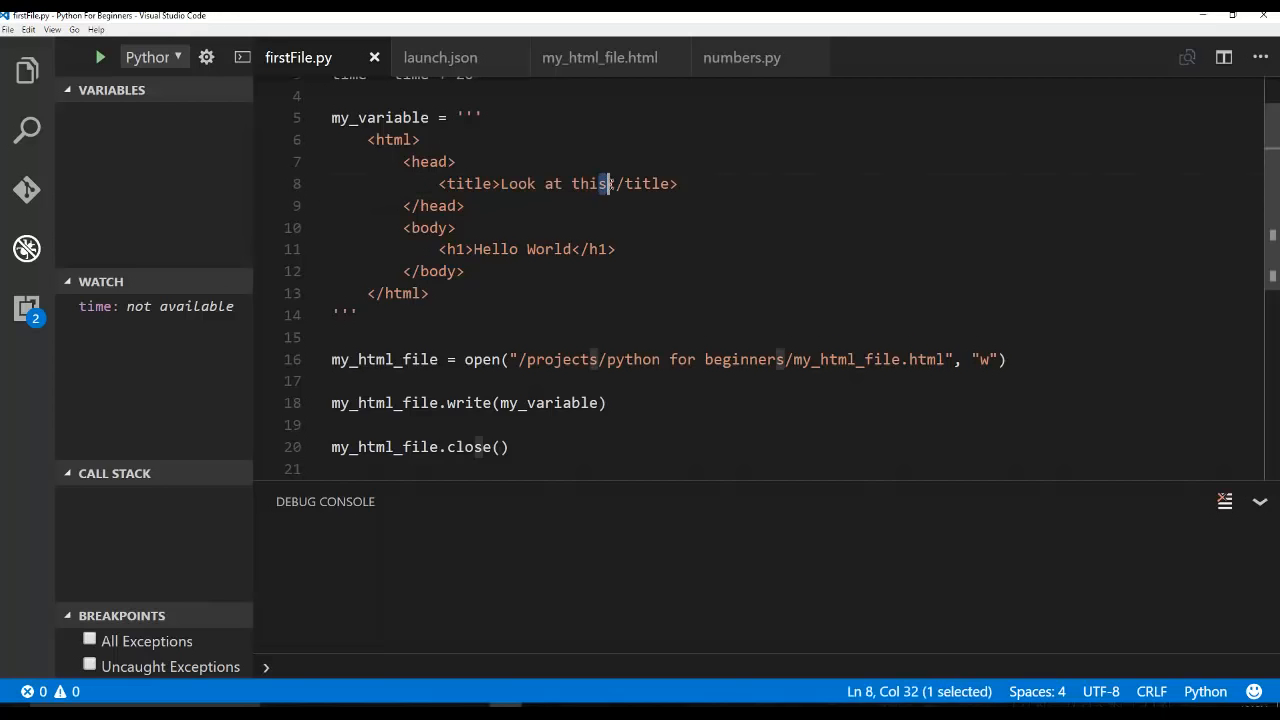 firstFile.py - Python For Beginners - Visual Studio Code
File Edit View Go Help
Python
firstFile.py
launch.json
my_html_file.html
numbers.py
VARIABLES
WATCH
time: not available
CALL STACK
BREAKPOINTS
All Exceptions
Uncaught Exceptions
4
5 my_variable = '''
6 <html>
7 <head>
8 <title>Look at this</title>
9 </head>
10 <body>
11 <h1>Hello World</h1>
12 </body>
13 </html>
14 '''
15
16 my_html_file = open("/projects/python for beginners/my_html_file.html", "w")
17
18 my_html_file.write(my_variable)
19
20 my_html_file.close()
21
DEBUG CONSOLE
2
0 0
Ln 8, Col 32 (1 selected) Spaces: 4 UTF-8 CRLF Python